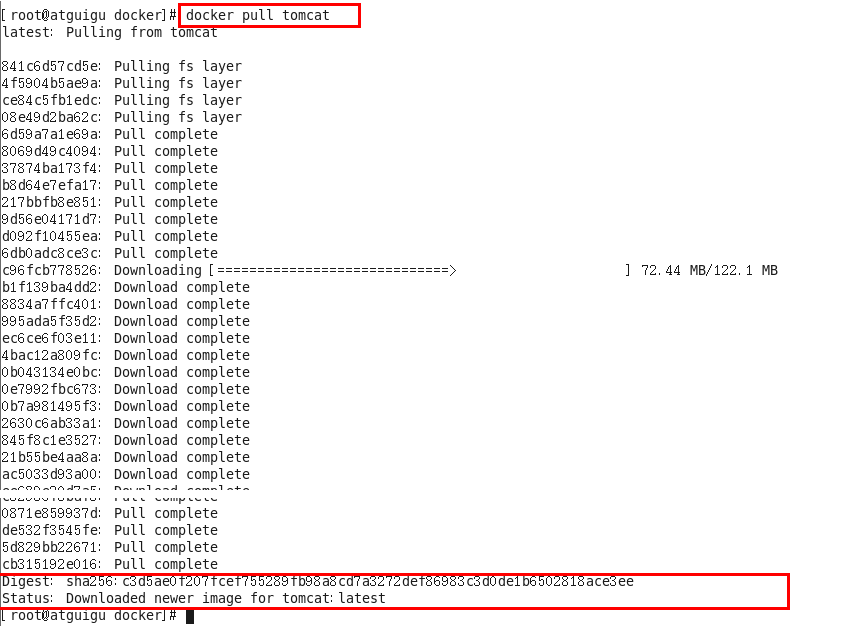 [root@atguigu docker]# docker pull tomcat
latest: Pulling from tomcat
841c6d57cd5e: Pulling fs layer
4f5904b5ae9a: Pulling fs layer
ce84c5fb1edc: Pulling fs layer
08e49d2ba62c: Pulling fs layer
6d59a7a1e69a: Pull complete
8069d49c4094: Pull complete
37874ba173f4: Pull complete
b8d64e7efa17: Pull complete
217bbfb8e851: Pull complete
9d56e04171d7: Pull complete
d092f10455ea: Pull complete
6db0adc8ce3c: Pull complete
c96fcb778526: Downloading [=============================>                     ] 72.44 MB/122.1 MB
b1f139ba4dd2: Download complete
8834a7ffc401: Download complete
995ada5f35d2: Download complete
ec6ce6f03e11: Download complete
4bac12a809fc: Download complete
0b043134e0bc: Download complete
0e7992fbc673: Download complete
0b7a981495f3: Download complete
2630c6ab33a1: Download complete
845f8c1e3527: Download complete
21b55be4aa8a: Download complete
ac5033d93a00: Download complete
Download complete
Pull complete
0871e859937d: Pull complete
de532f3545fe: Pull complete
5d829bb22671: Pull complete
cb315192e016: Pull complete
Digest: sha256:c3d5ae0f207fcef755289fb98a8cd7a3272def86983c3d0de1b6502818ace3ee
Status: Downloaded newer image for tomcat:latest
[root@atguigu docker]#